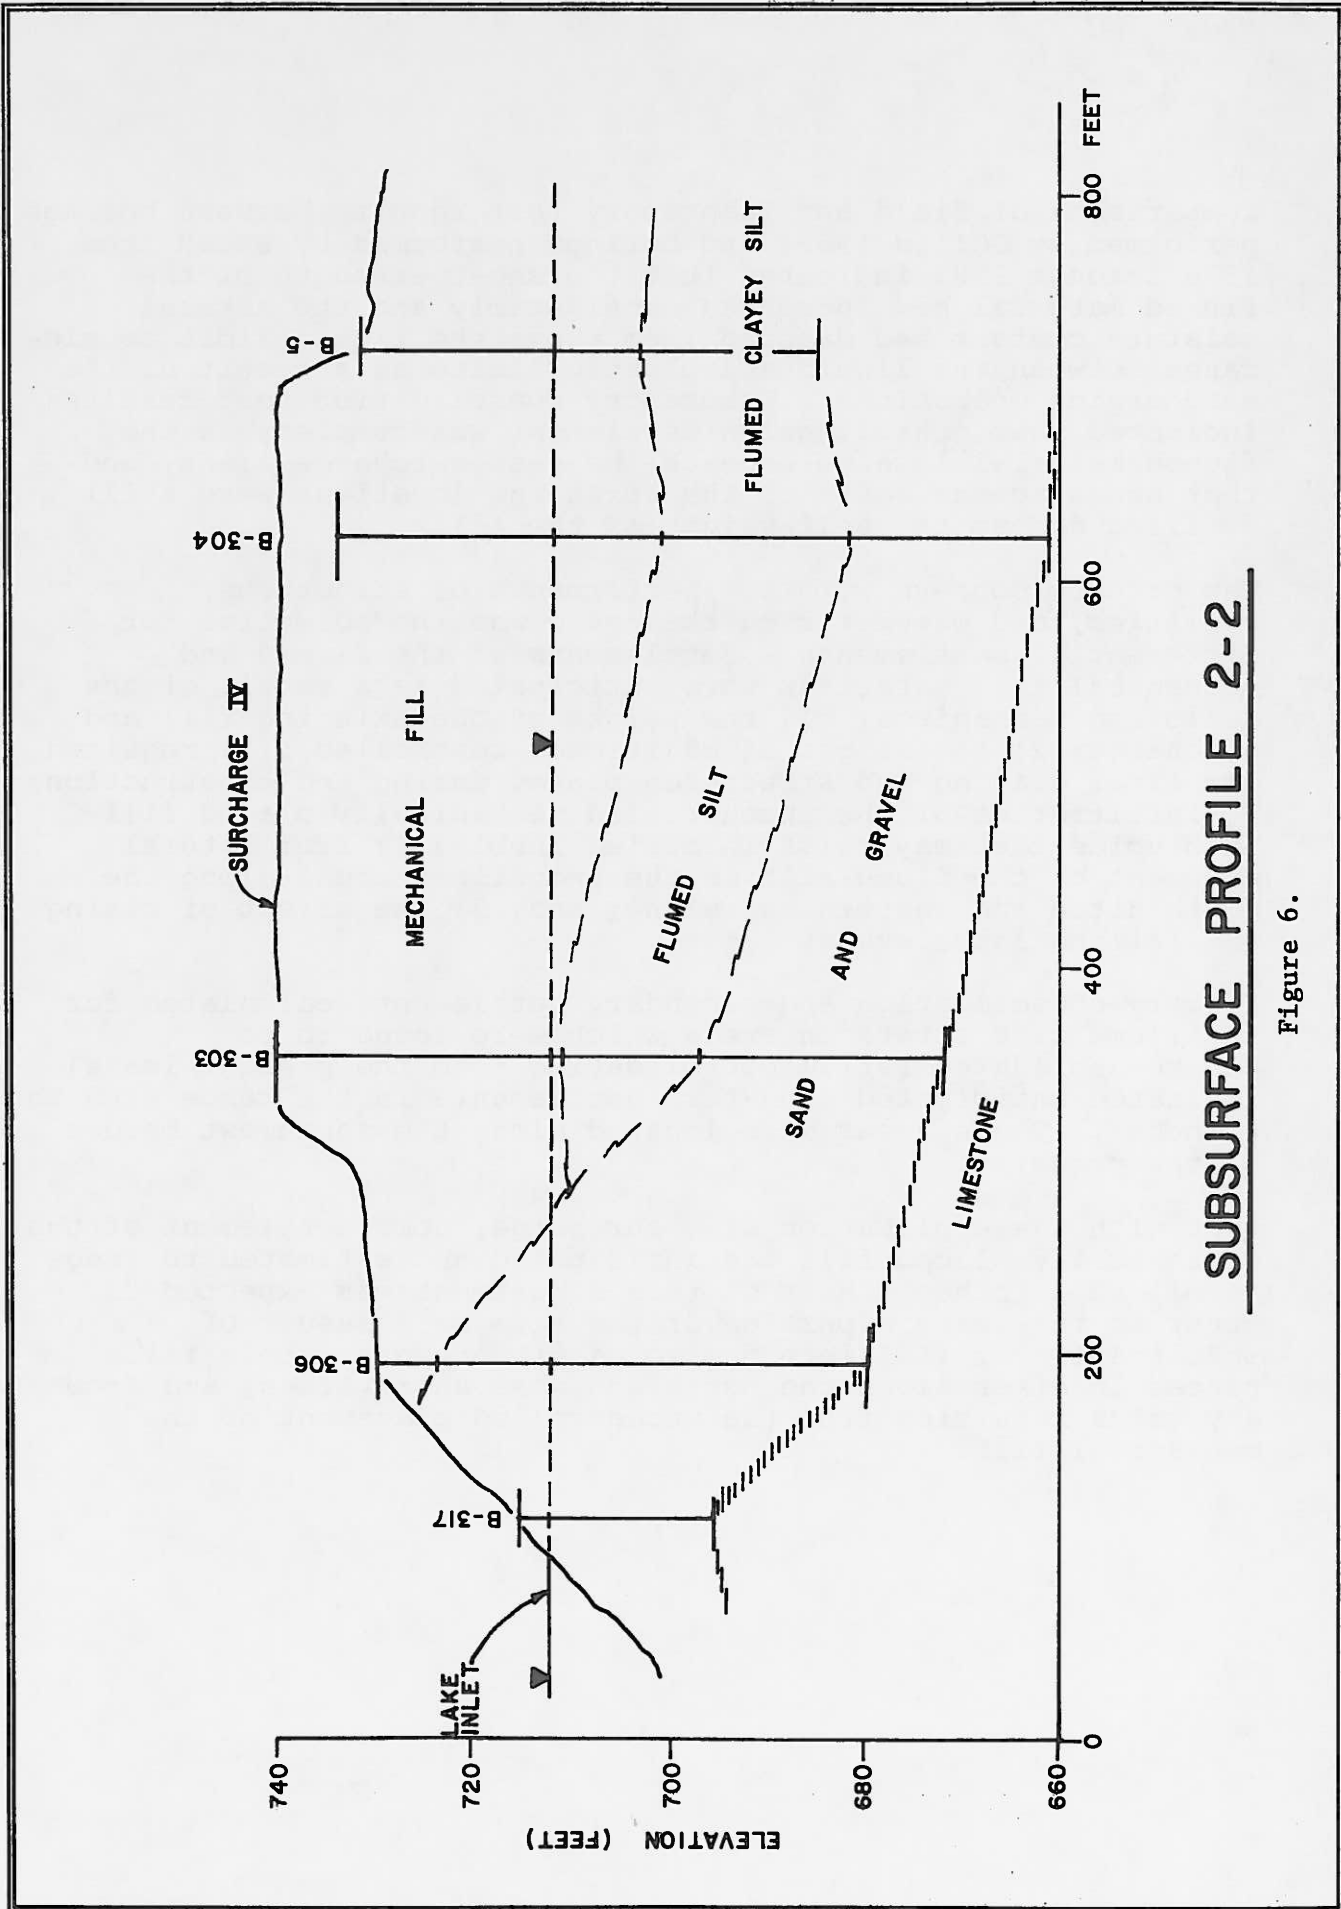 SURCHARGE IV
B-317
B-306
B-303
B-304
B-5
LAKE
INLET
MECHANICAL FILL
FLUMED SILT
FLUMED CLAYEY SILT
SAND AND GRAVEL
LIMESTONE
ELEVATION (FEET)
740
720
700
680
660
0
200
400
600
800
FEET
SUBSURFACE PROFILE 2-2
Figure 6.